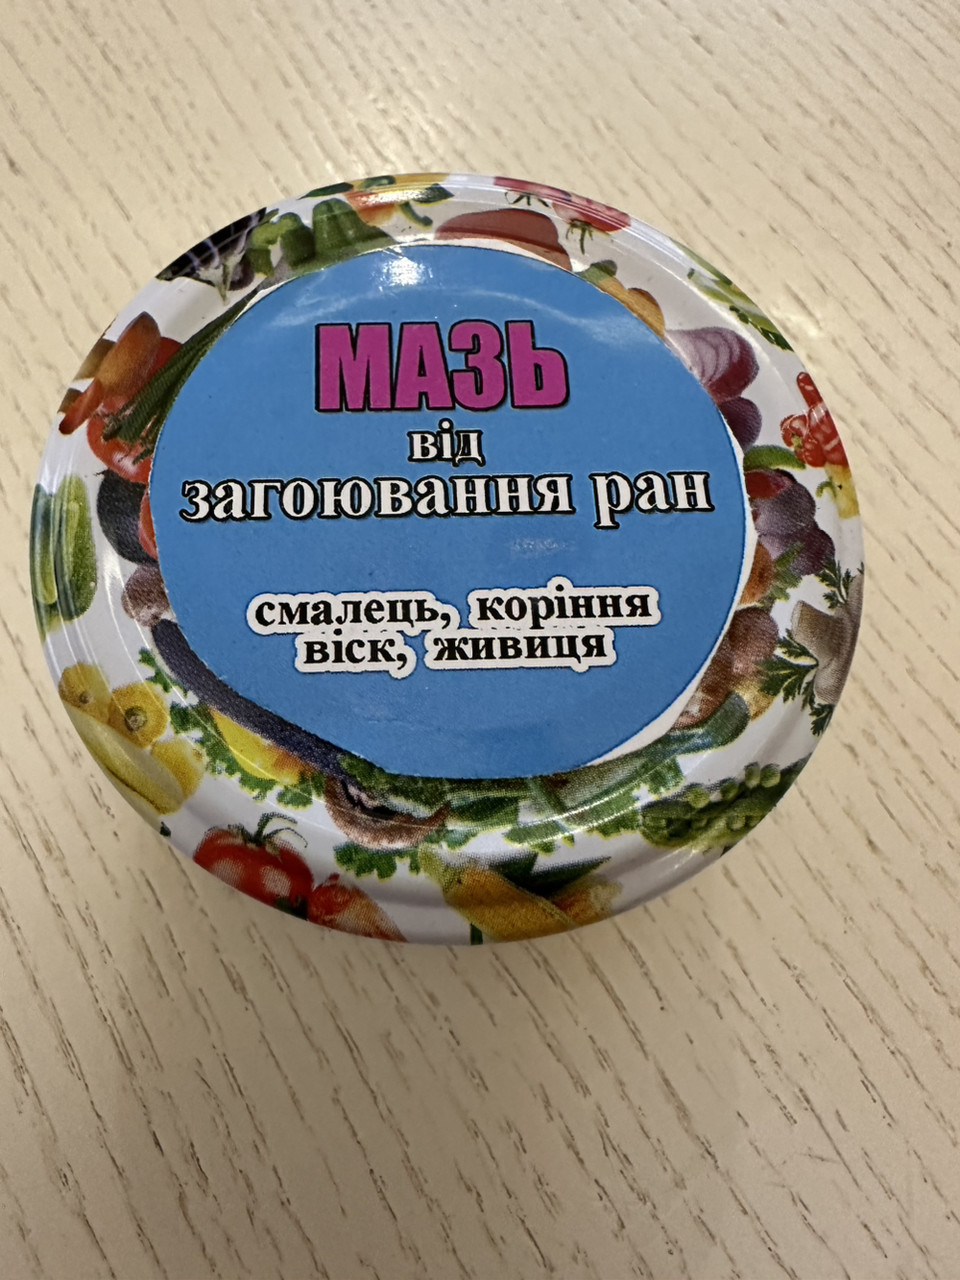 МАЗЬ
від
загоювання ран
смалець, коріння
віск, живиця